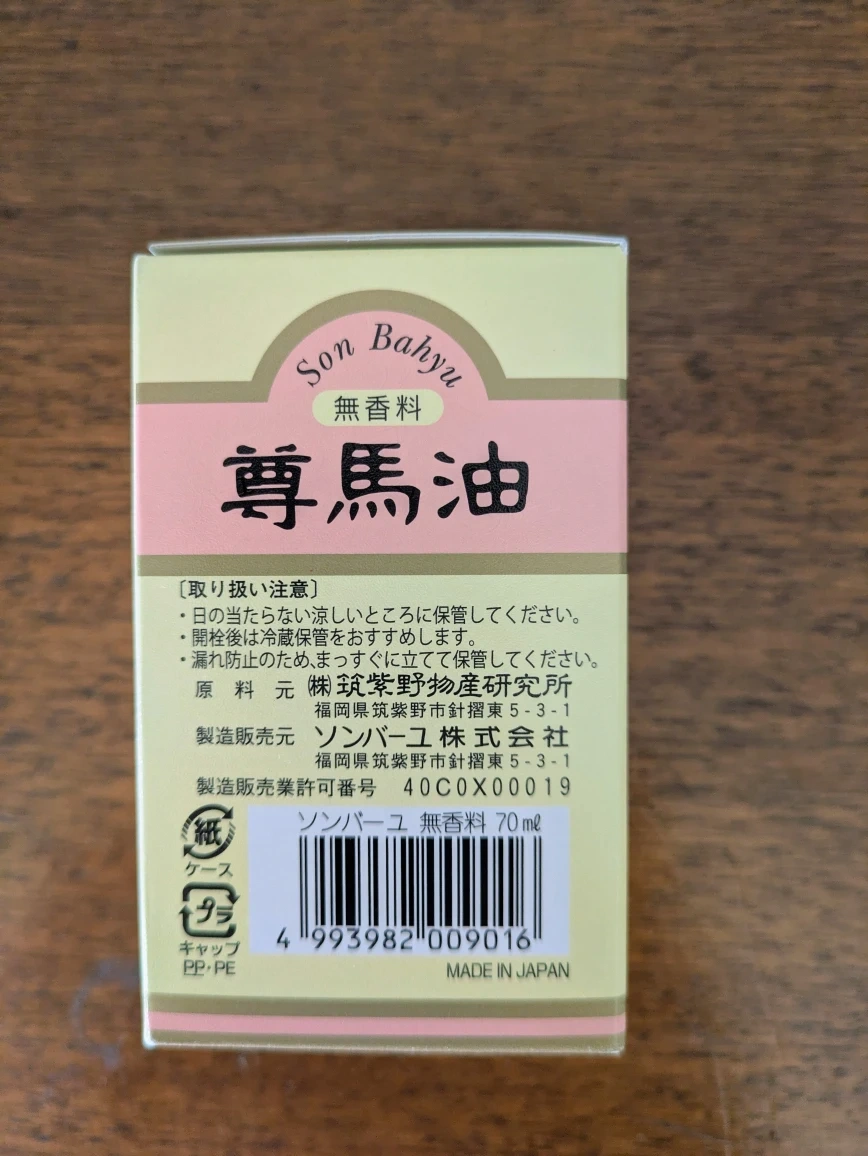 Son Bahyu
無香料
尊馬油
〔取り扱い注意〕
・日の当たらない涼しいところに保管してください。
・開栓後は冷蔵保管をおすすめします。
・漏れ防止のため、まっすぐに立てて保管してください。
原料元 ㈱筑紫野物産研究所
福岡県筑紫野市針摺東5-3-1
製造販売元 ソンバーユ株式会社
福岡県筑紫野市針摺東5-3-1
製造販売業許可番号 40C0X00019
紙
ケース
プラ
キャップ
PP・PE
ソンバーユ 無香料 70㎖
4 993982 009016
MADE IN JAPAN